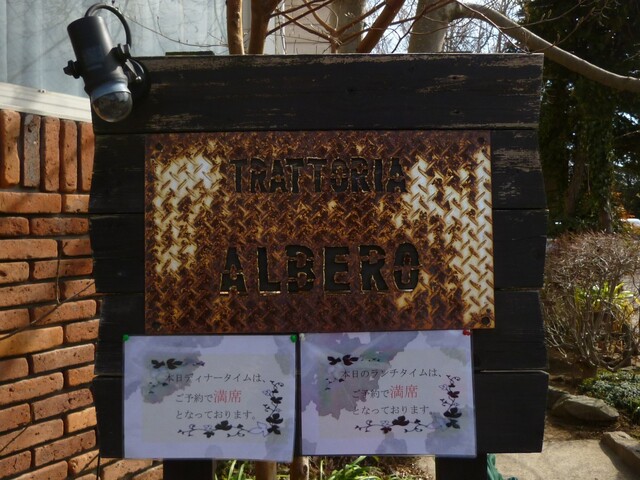 TRATTORIA
ALBERO
本日ディナータイムは、
ご予約で満席
となっております。
本日のランチタイムは、
ご予約で満席
となっております。